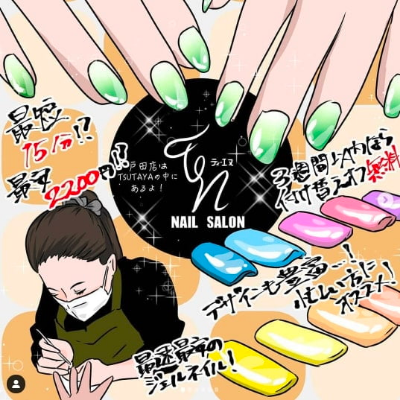 最短
15分!?
最安
2200円!?
戸田店は
TSUTAYAの中に
あるよ!
ティエヌ
TN
NAIL SALON
3週間以内なら
付け替えオフ無料
デザインも豊富…!
忙しい方に
オススメ!
最速最安の
ジェルネイル!